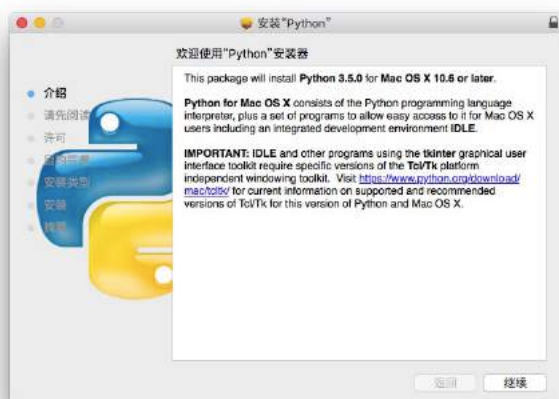 安装"Python"
欢迎使用"Python"安装器
介绍
请先阅读
许可
安装类型
安装
摘要
This package will install Python 3.5.0 for Mac OS X 10.6 or later.
Python for Mac OS X consists of the Python programming language
interpreter, plus a set of programs to allow easy access to it for Mac OS X
users including an integrated development environment IDLE.
IMPORTANT: IDLE and other programs using the tkinter graphical user
interface toolkit require specific versions of the Tcl/Tk platform
independent windowing toolkit. Visit https://www.python.org/download/
mac/tcltk/ for current information on supported and recommended
versions of Tcl/Tk for this version of Python and Mac OS X.
返回
继续